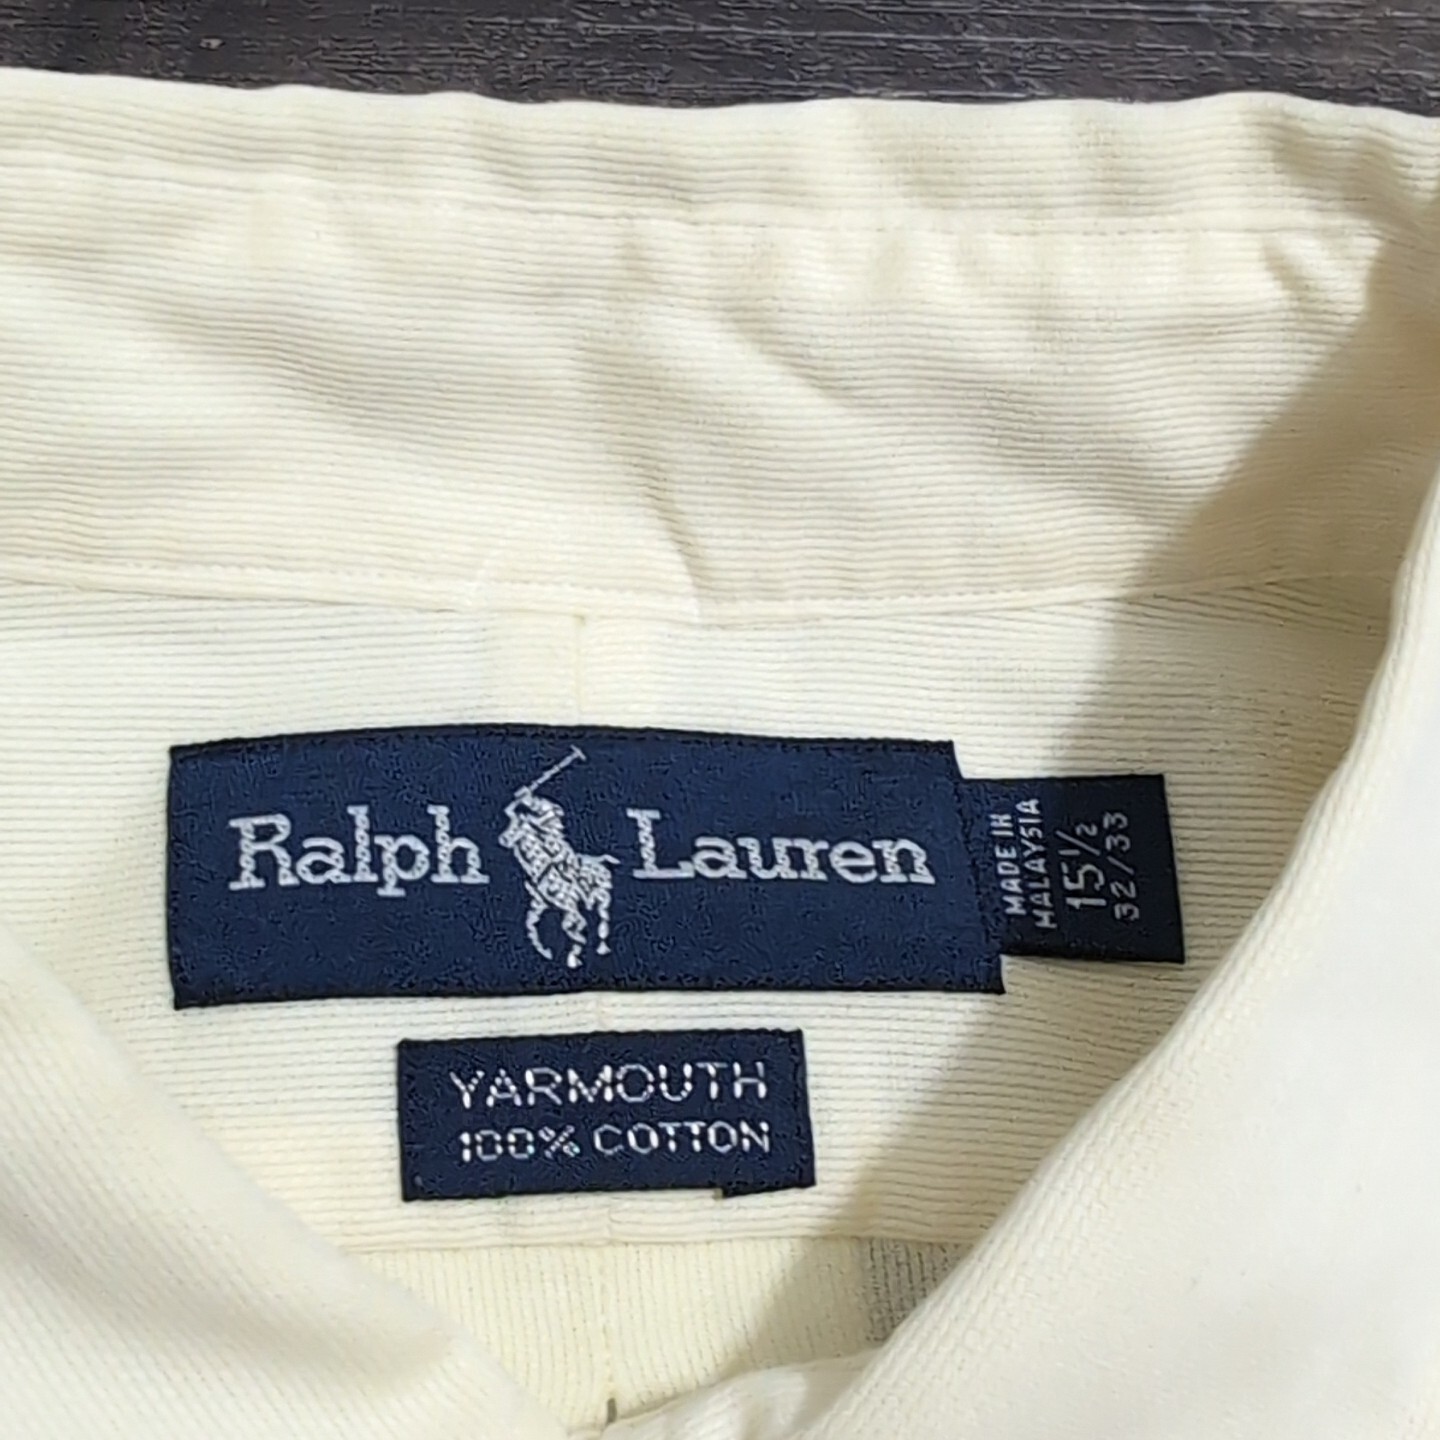 Ralph Lauren
MADE IN
MALAYSIA
15½
32/33
YARMOUTH
100% COTTON